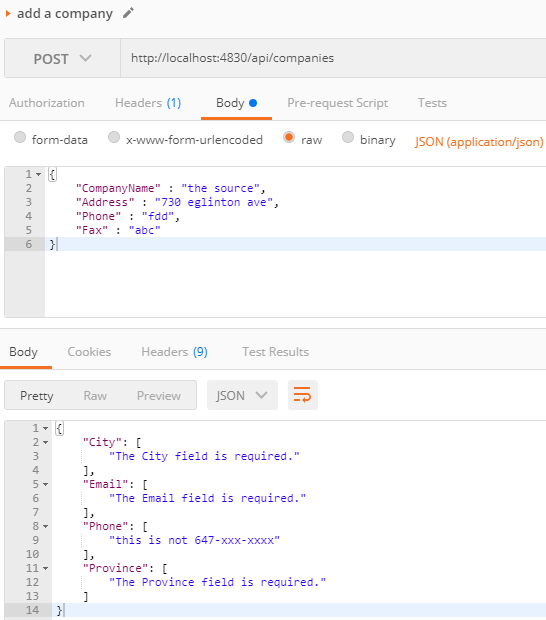 add a company
POST http://localhost:4830/api/companies
Authorization Headers (1) Body Pre-request Script Tests
form-data x-www-form-urlencoded raw binary JSON (application/json)
1 {
2 "CompanyName" : "the source",
3 "Address" : "730 eglinton ave",
4 "Phone" : "fdd",
5 "Fax" : "abc"
6 }
Body Cookies Headers (9) Test Results
Pretty Raw Preview JSON
1 {
2 "City": [
3 "The City field is required."
4 ],
5 "Email": [
6 "The Email field is required."
7 ],
8 "Phone": [
9 "this is not 647-xxx-xxxx"
10 ],
11 "Province": [
12 "The Province field is required."
13 ]
14 }